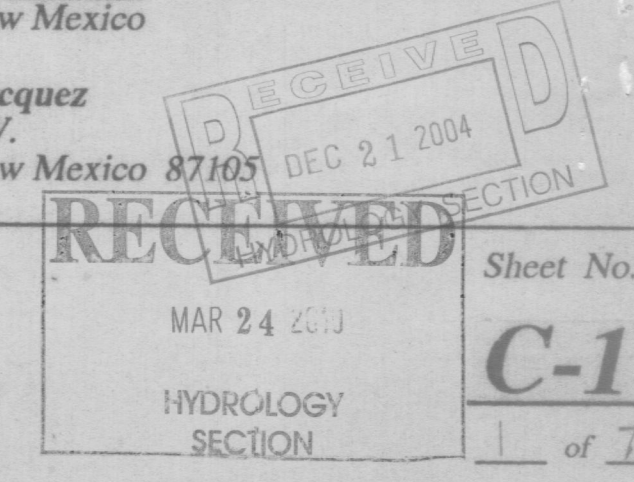 w Mexico
cquez
w Mexico 87105
RECEIVED
DEC 21 2004
HYDROLOGY SECTION
RECEIVED
MAR 24
HYDROLOGY
SECTION
Sheet No.
C-1
1 of 7